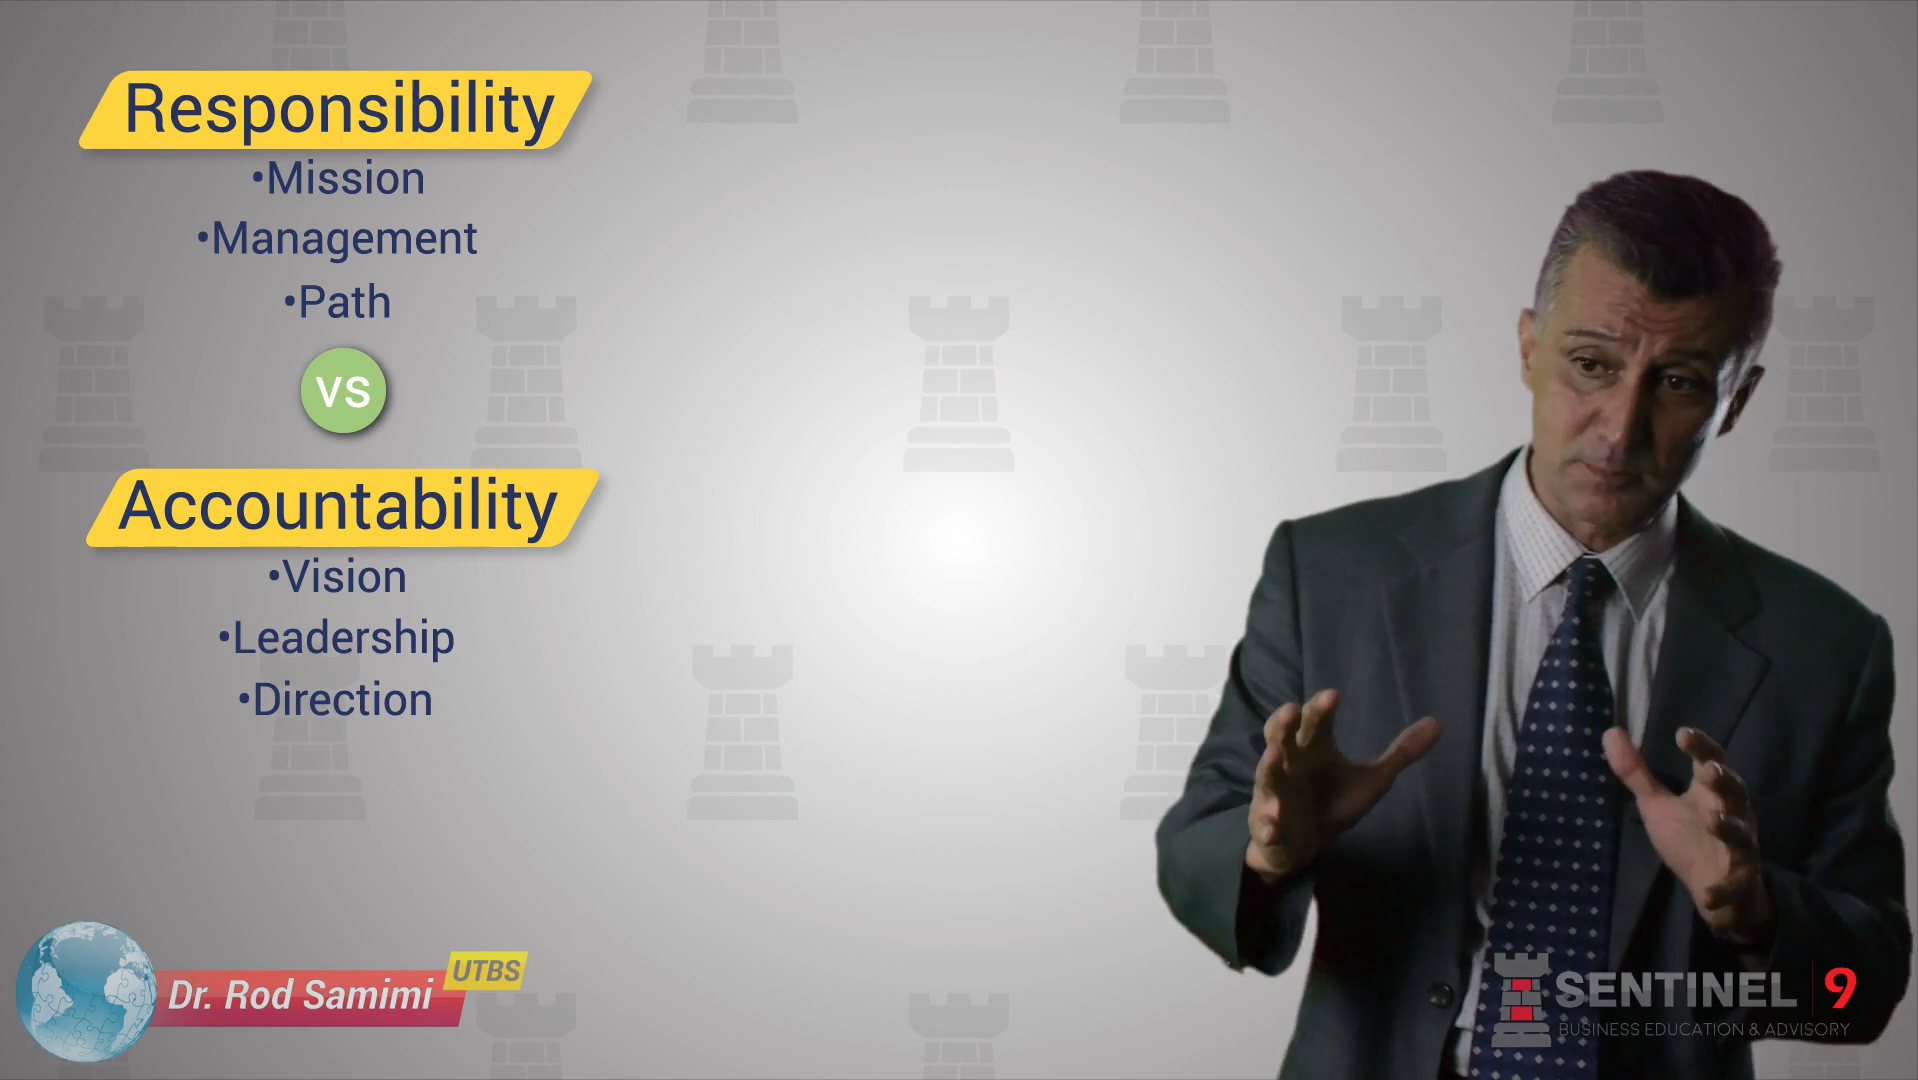 Responsibility
•Mission
•Management
•Path
VS
Accountability
•Vision
•Leadership
•Direction
UTBS
Dr. Rod Samimi
SENTINEL 9
BUSINESS EDUCATION & ADVISORY